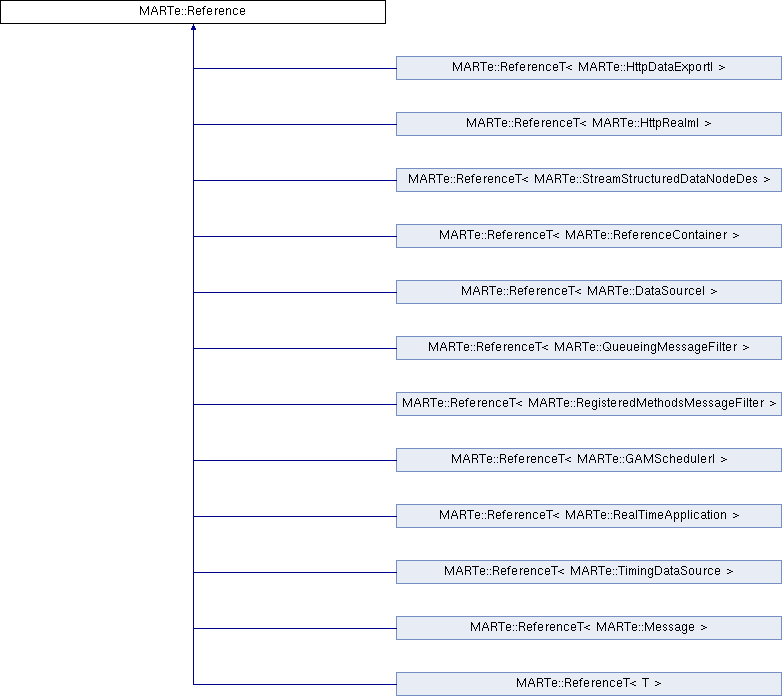 MARTe::Reference
MARTe::ReferenceT< MARTe::HttpDataExportI >
MARTe::ReferenceT< MARTe::HttpRealmI >
MARTe::ReferenceT< MARTe::StreamStructuredDataNodeDes >
MARTe::ReferenceT< MARTe::ReferenceContainer >
MARTe::ReferenceT< MARTe::DataSourceI >
MARTe::ReferenceT< MARTe::QueueingMessageFilter >
MARTe::ReferenceT< MARTe::RegisteredMethodsMessageFilter >
MARTe::ReferenceT< MARTe::GAMSchedulerI >
MARTe::ReferenceT< MARTe::RealTimeApplication >
MARTe::ReferenceT< MARTe::TimingDataSource >
MARTe::ReferenceT< MARTe::Message >
MARTe::ReferenceT< T >